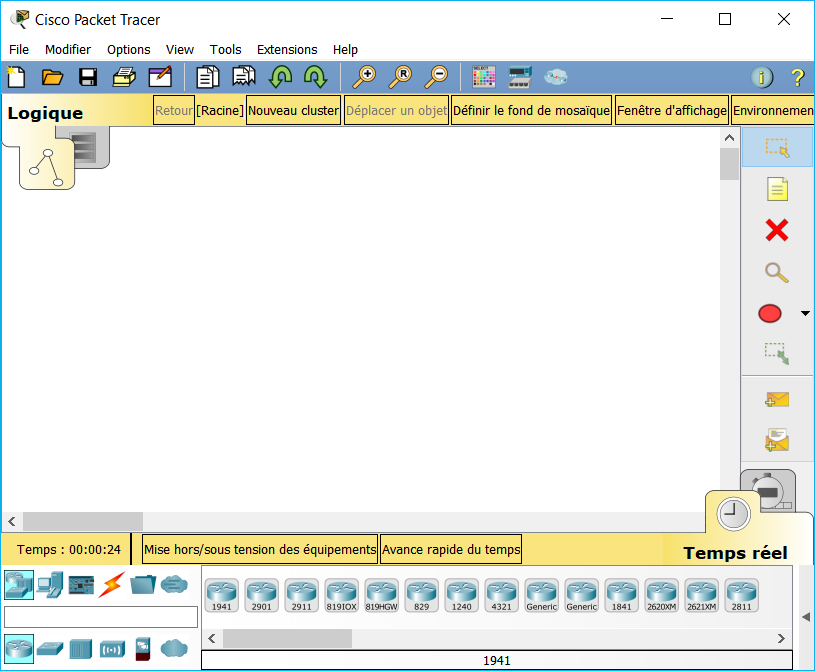 Cisco Packet Tracer
File Modifier Options View Tools Extensions Help
R SELECT i ?
Logique Retour [Racine] Nouveau cluster Déplacer un objet Définir le fond de mosaïque Fenêtre d'affichage Environnemen
Temps : 00:00:24 Mise hors/sous tension des équipements Avance rapide du temps Temps réel
1941 2901 2911 819IOX 819HGW 829 1240 4321 Generic Generic 1841 2620XM 2621XM 2811
1941